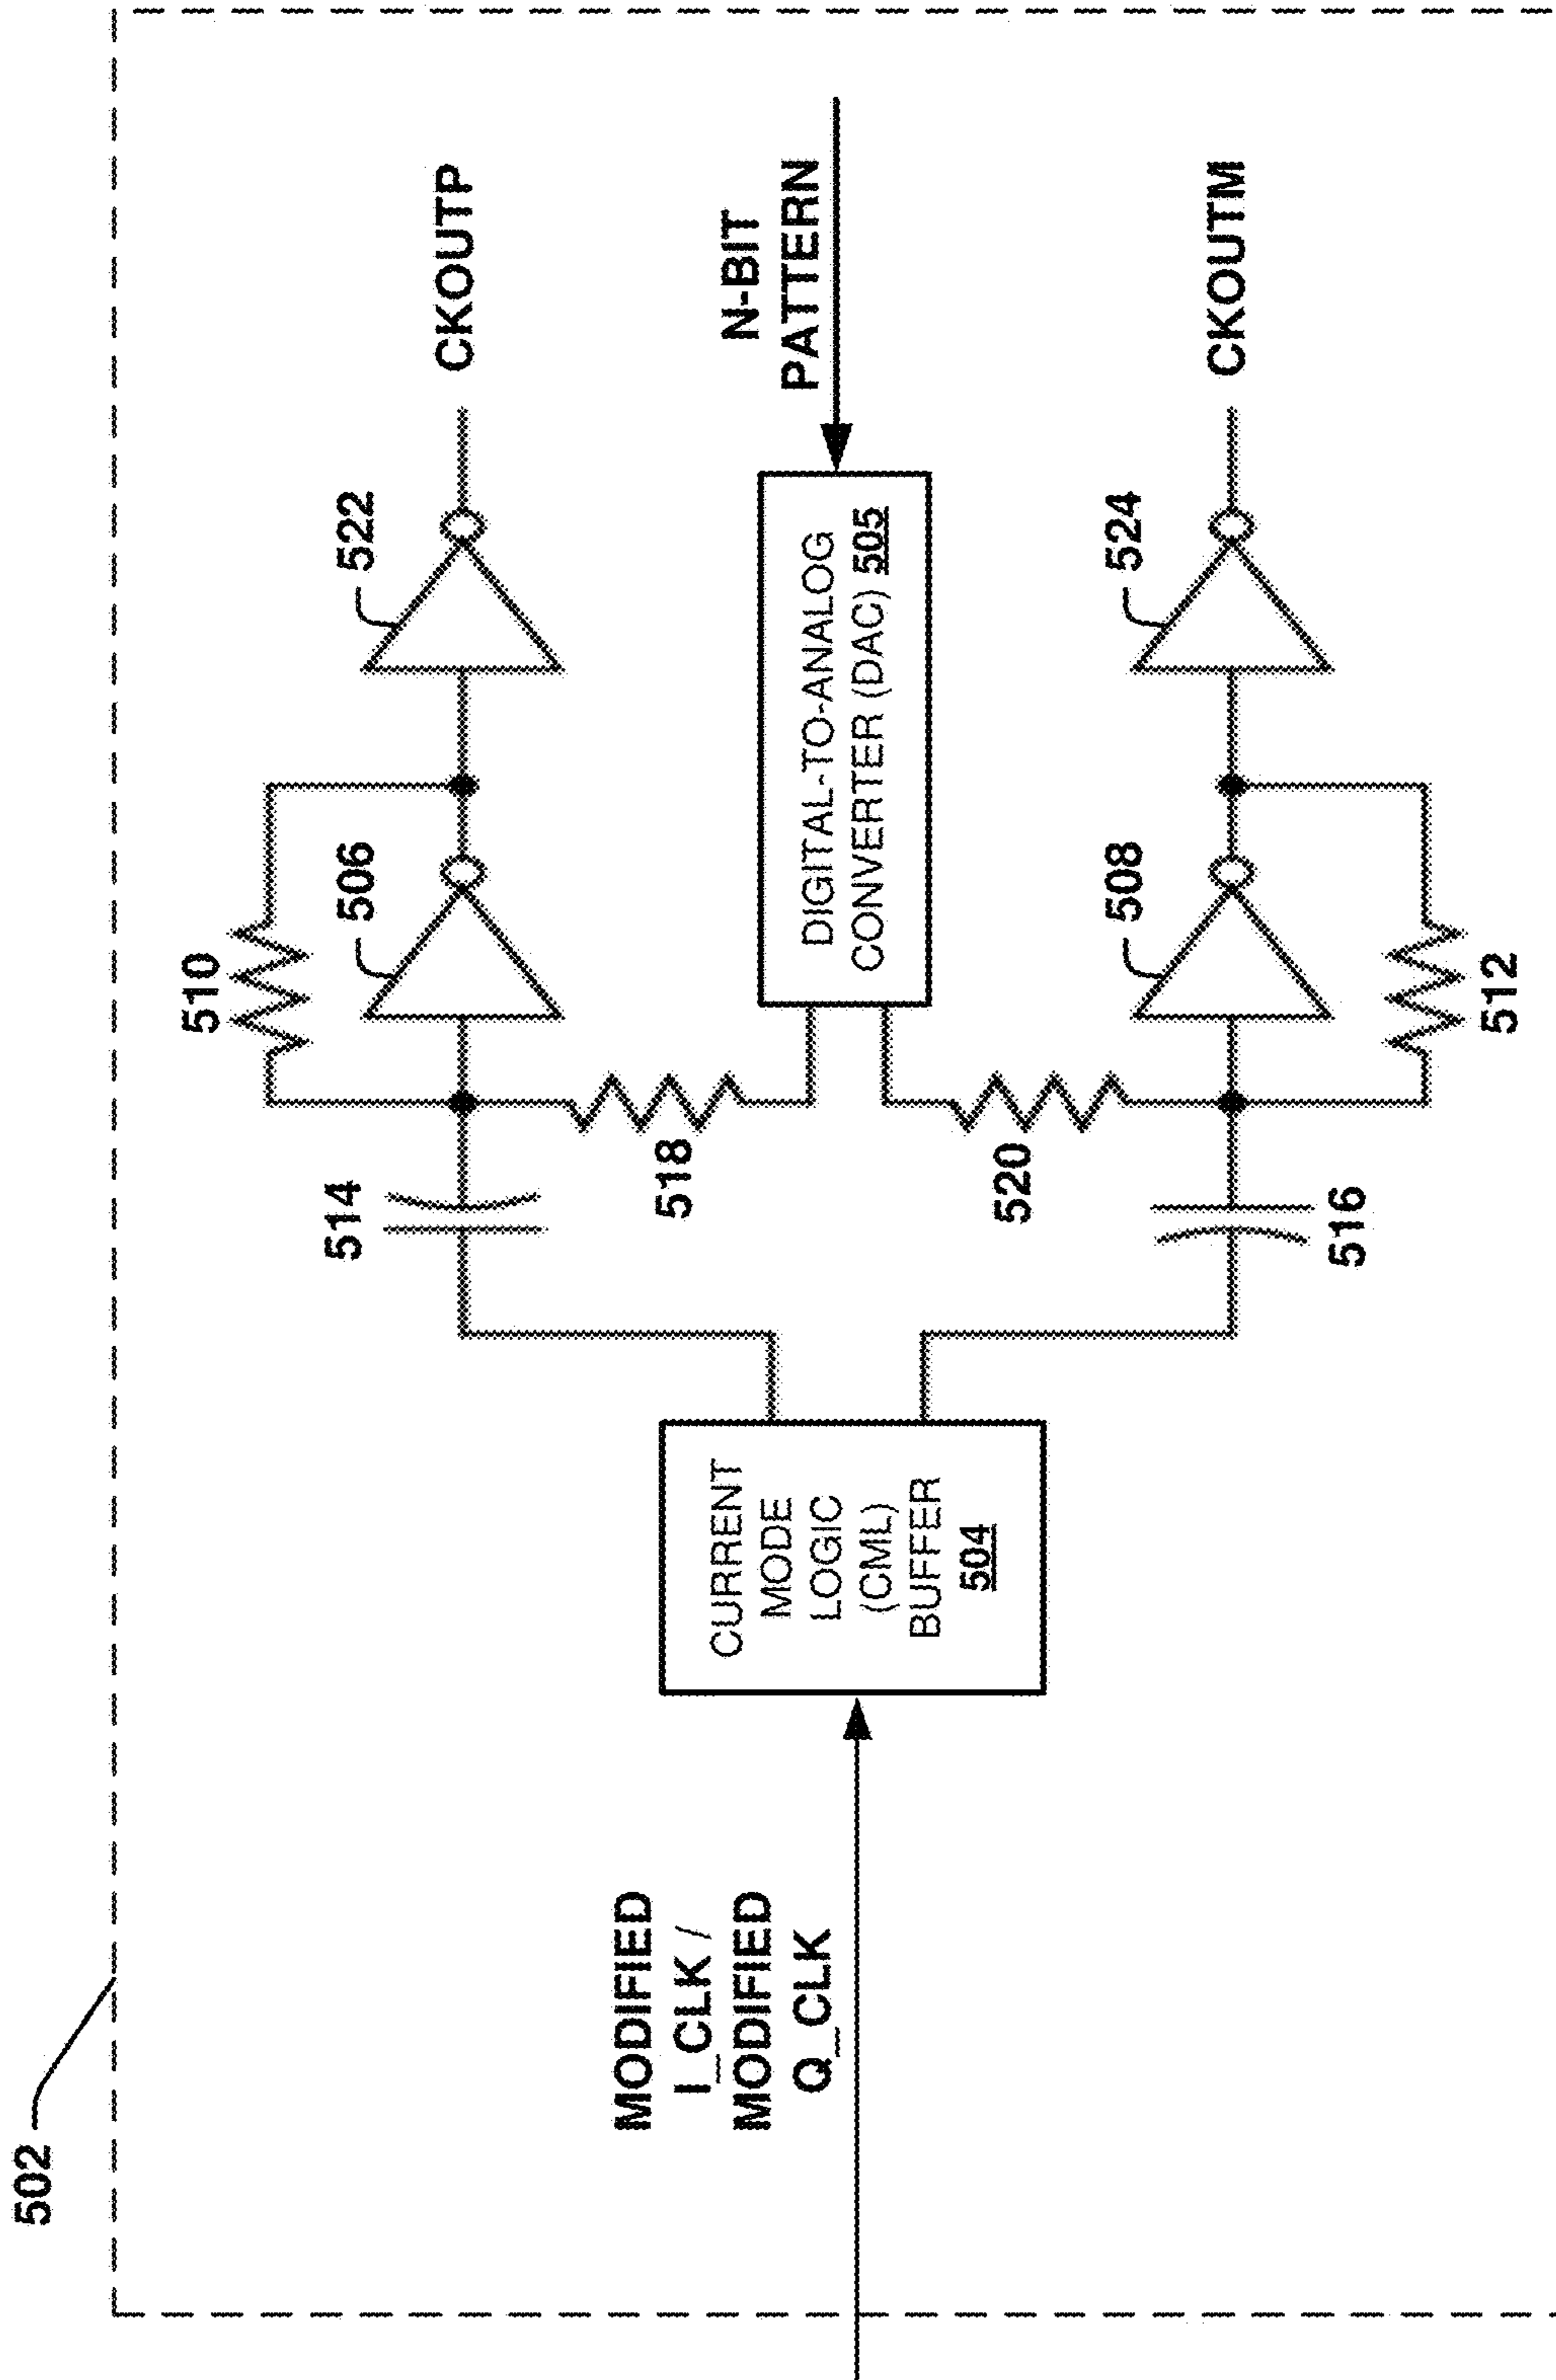 502
MODIFIED
I_CLK /
MODIFIED
Q_CLK
CURRENT
MODE
LOGIC
(CML)
BUFFER
504
514
516
510
506
522
CKOUTP
518
520
DIGITAL-TO-ANALOG
CONVERTER (DAC) 505
N-BIT
PATTERN
508
524
CKOUTM
512